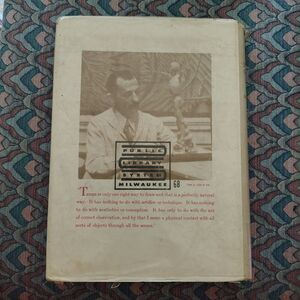 PUBLIC
LIBRARY
SYSTEM
MILWAUKEE 68
There is only one right way to draw and that is a perfectly natural
way. It has nothing to do with artifice or technique. It has nothing
to do with aesthetics or conception. It has only to do with the act
of correct observation, and by that I mean a physical contact with all
sorts of objects through all the senses.